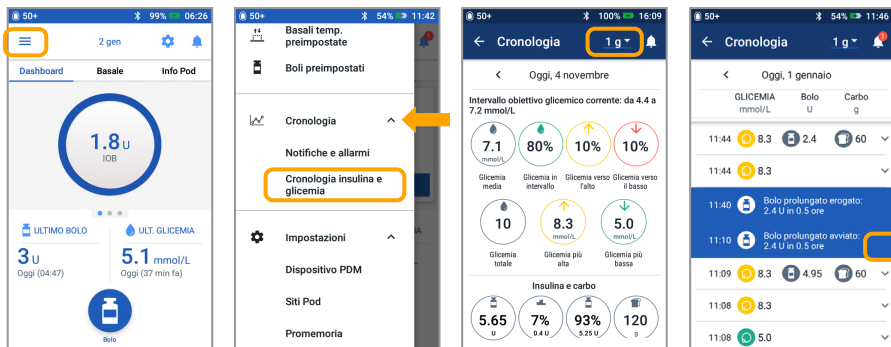 50+
99%
06:26
2 gen
Dashboard
Basale
Info Pod
1.8 U
IOB
ULTIMO BOLO
ULT. GLICEMIA
3 U
Oggi (04:47)
5.1 mmol/L
Oggi (37 min fa)
Bolo
50+
54%
11:42
Basali temp.
preimpostate
Boli preimpostati
Cronologia
Notifiche e allarmi
Cronologia insulina e
glicemia
Impostazioni
Dispositivo PDM
Siti Pod
Promemoria
50+
100%
16:09
Cronologia
1 g
Oggi, 4 novembre
Intervallo obiettivo glicemico corrente: da 4.4 a
7.2 mmol/L
7.1
mmol/L
80%
10%
10%
Glicemia
media
Glicemia in
intervallo
Glicemia verso
l'alto
Glicemia verso
il basso
10
8.3
mmol/L
5.0
mmol/L
Glicemia
totale
Glicemia più
alta
Glicemia più
bassa
Insulina e carbo
5.65
U
7%
0.4 U
93%
5.25 U
120
g
50+
54%
11:46
Cronologia
1 g
Oggi, 1 gennaio
GLICEMIA
mmol/L
Bolo
U
Carbo
g
11:44 8.3 2.4 60
11:44 8.3
11:40 Bolo prolungato erogato:
2.4 U in 0.5 ore
11:10 Bolo prolungato avviato:
2.4 U in 0.5 ore
11:09 8.3 4.95 60
11:08 8.3
11:08 5.0